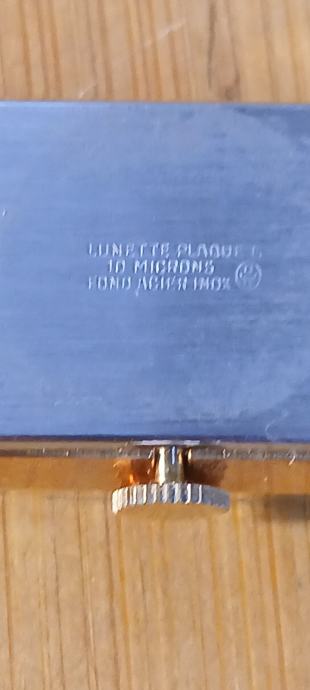 LUNETTE PLAQUE G
10 MICRONS
FOND ACIER INOX